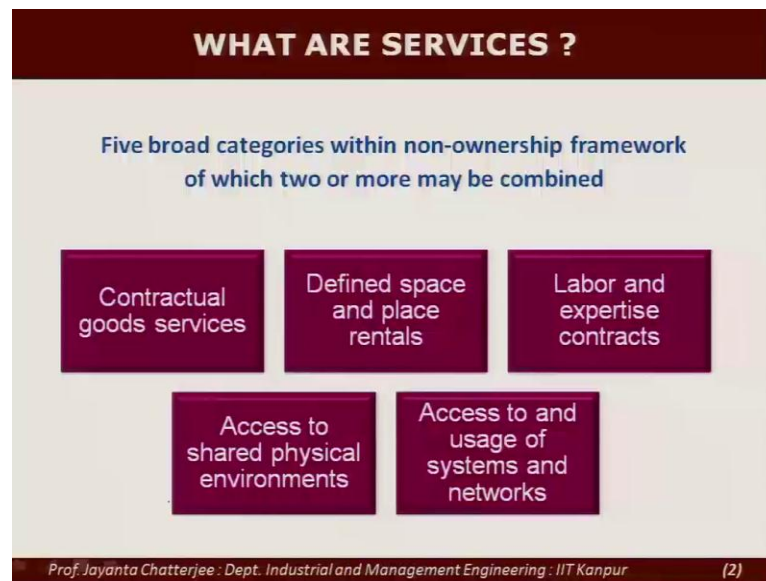 WHAT ARE SERVICES ?
Five broad categories within non-ownership framework
of which two or more may be combined
Contractual
goods services
Defined space
and place
rentals
Labor and
expertise
contracts
Access to
shared physical
environments
Access to and
usage of
systems and
networks
Prof. Jayanta Chatterjee : Dept. Industrial and Management Engineering : IIT Kanpur (2)